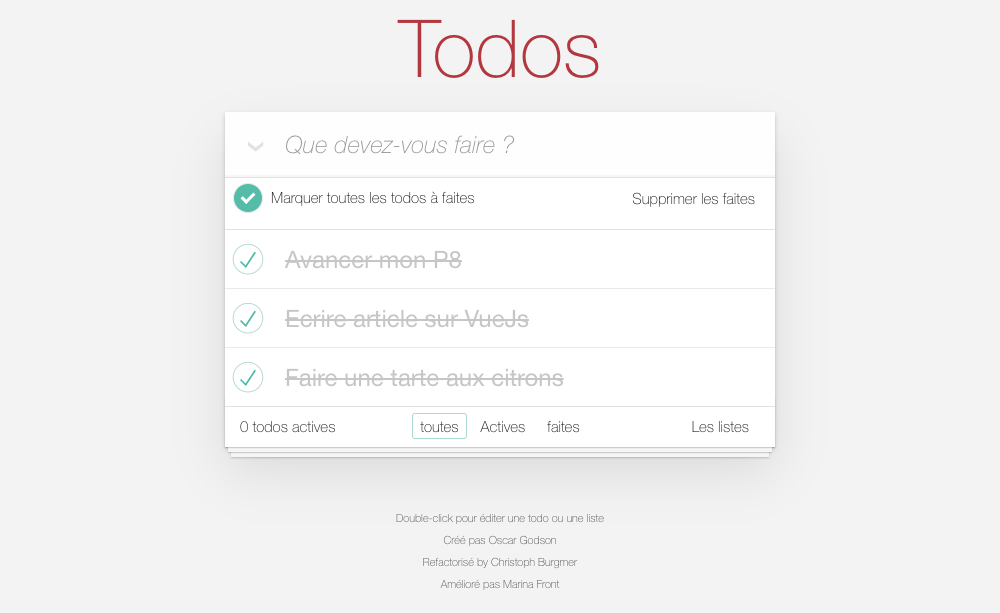 Todos
Que devez-vous faire ?
Marquer toutes les todos à faites
Supprimer les faites
Avancer mon P8
Ecrire article sur VueJs
Faire une tarte aux citrons
0 todos actives
toutes
Actives
faites
Les listes
Double-click pour éditer une todo ou une liste
Créé pas Oscar Godson
Refactorisé by Christoph Burgmer
Amélioré pas Marina Front